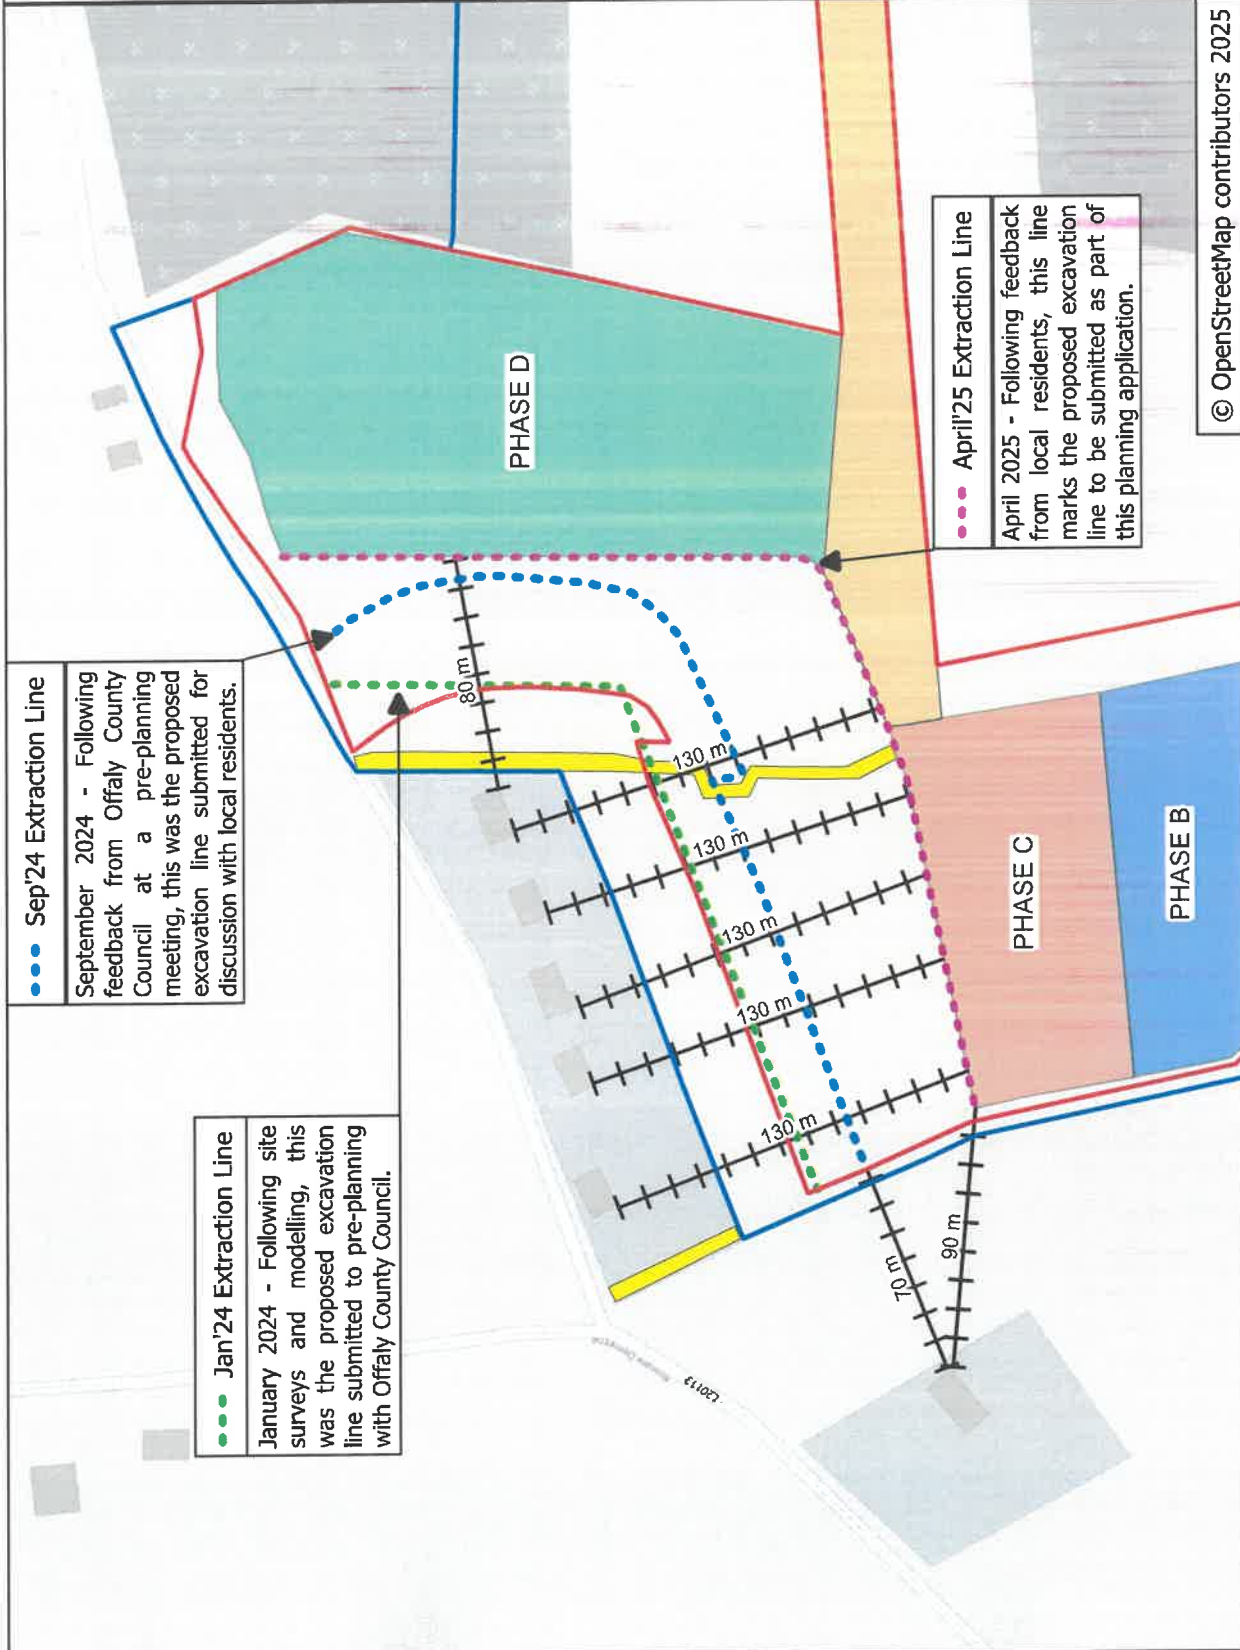 Sep'24 Extraction Line
September 2024 - Following
feedback from Offaly County
Council at a pre-planning
meeting, this was the proposed
excavation line submitted for
discussion with local residents.
Jan'24 Extraction Line
January 2024 - Following site
surveys and modelling, this
was the proposed excavation
line submitted to pre-planning
with Offaly County Council.
April'25 Extraction Line
April 2025 - Following feedback
from local residents, this line
marks the proposed excavation
line to be submitted as part of
this planning application.
PHASE D
PHASE C
PHASE B
80 m
130 m
130 m
130 m
130 m
130 m
70 m
90 m
L20113
© OpenStreetMap contributors 2025